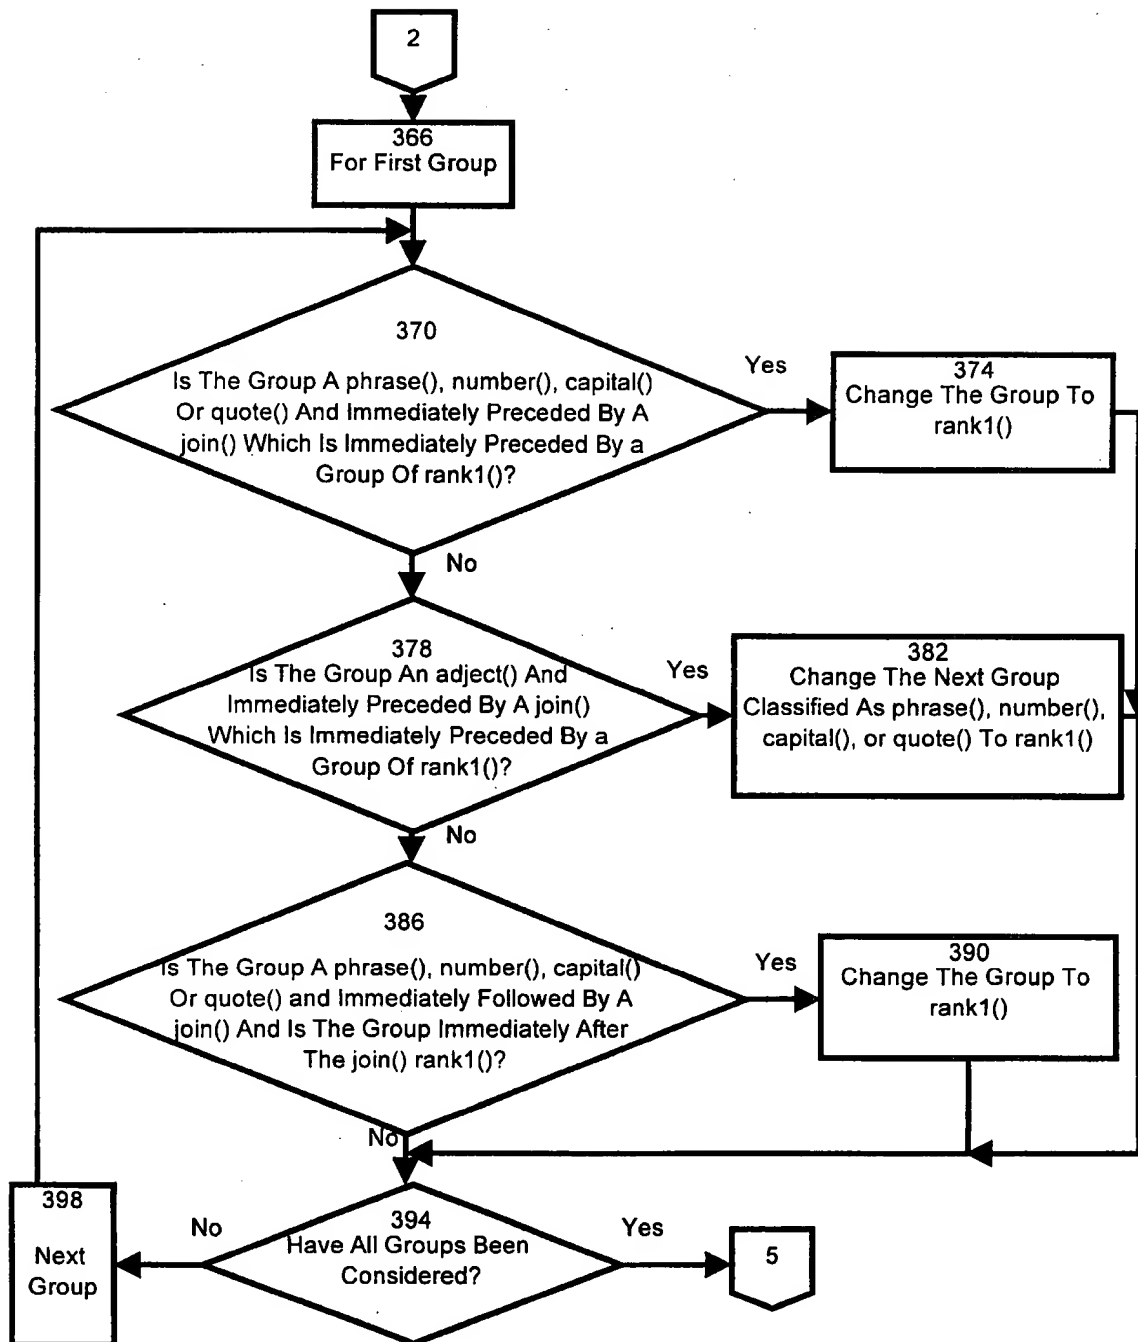 2
366
For First Group
370
Is The Group A phrase(), number(), capital()
Or quote() And Immediately Preceded By A
join() Which Is Immediately Preceded By a
Group Of rank1()?
Yes
374
Change The Group To
rank1()
No
378
Is The Group An adject() And
Immediately Preceded By A join()
Which Is Immediately Preceded By a
Group Of rank1()?
Yes
382
Change The Next Group
Classified As phrase(), number(),
capital(), or quote() To rank1()
No
386
Is The Group A phrase(), number(), capital()
Or quote() and Immediately Followed By A
join() And Is The Group Immediately After
The join() rank1()?
Yes
390
Change The Group To
rank1()
No
394
Have All Groups Been
Considered?
No
398
Next
Group
Yes
5